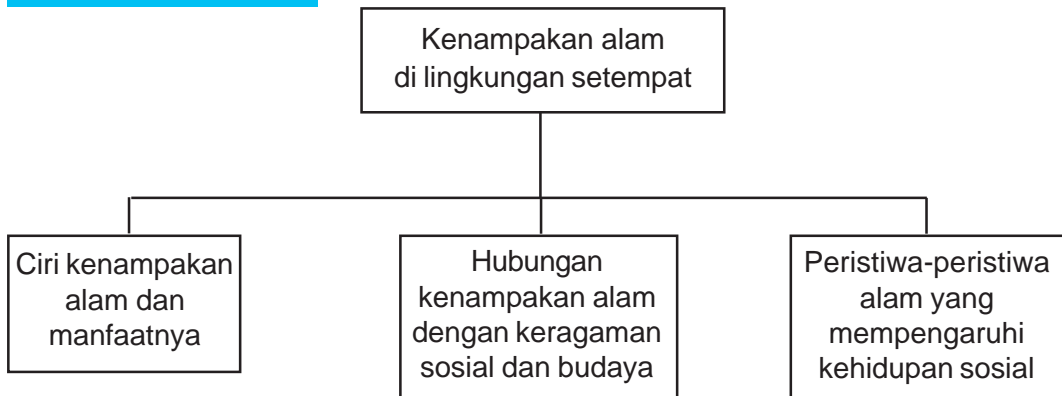 Kenampakan alam
di lingkungan setempat
Ciri kenampakan
alam dan
manfaatnya
Hubungan
kenampakan alam
dengan keragaman
sosial dan budaya
Peristiwa-peristiwa
alam yang
mempengaruhi
kehidupan sosial